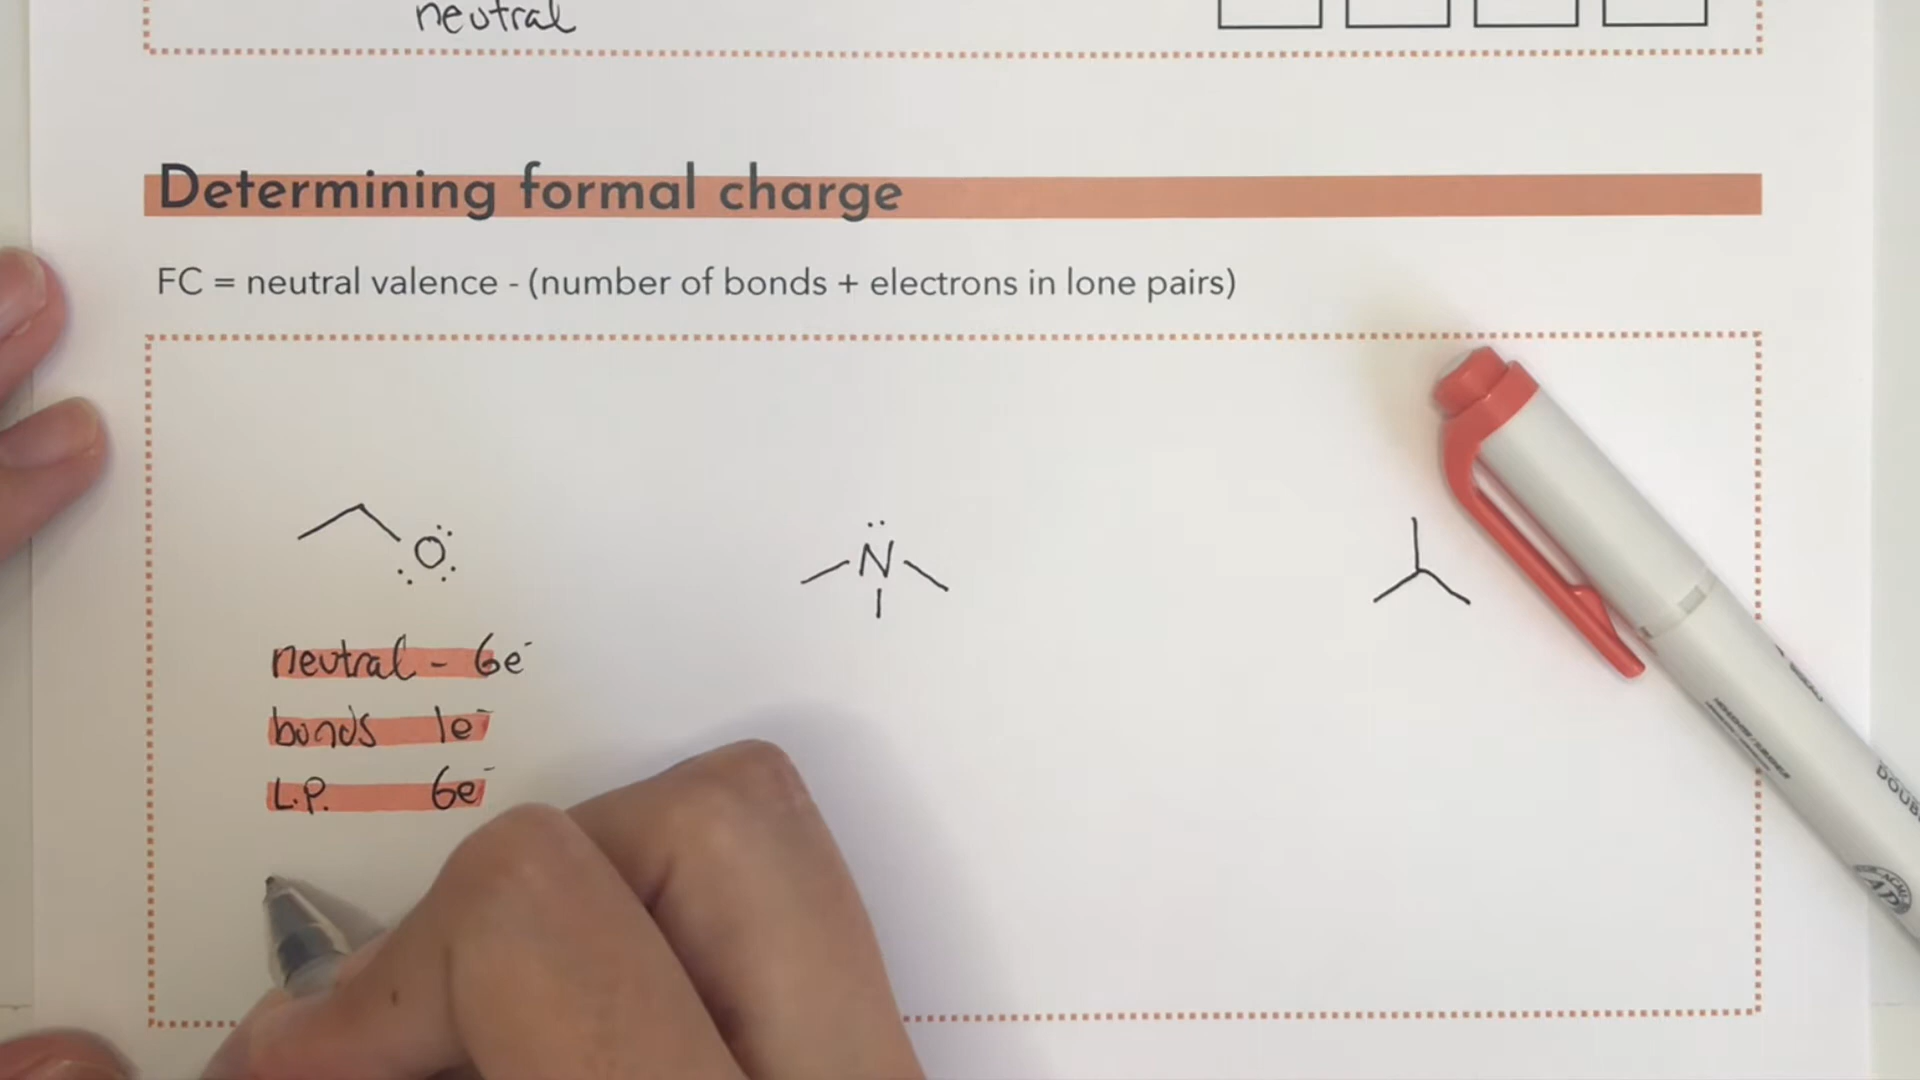 neutral
Determining formal charge
FC = neutral valence - (number of bonds + electrons in lone pairs)
O
N
neutral - 6e⁻
bonds 1e⁻
L.P. 6e⁻